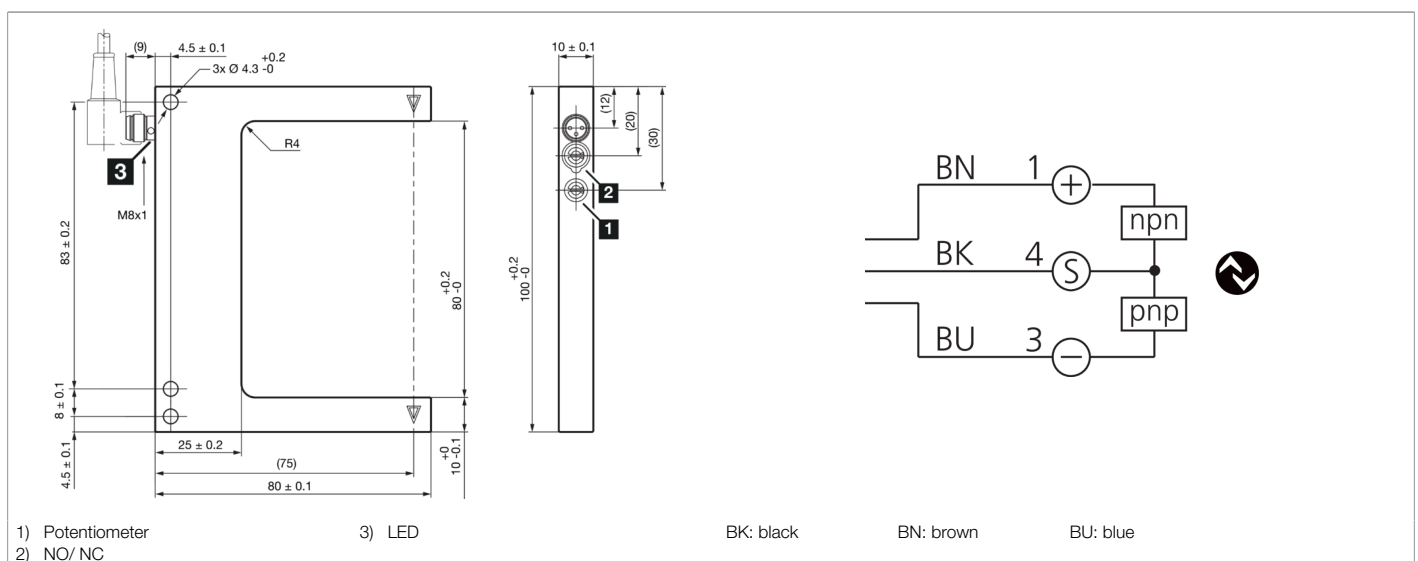 (9)
4.5 ± 0.1
3x Ø 4.3 +0.2 -0
R4
3
M8x1
83 ± 0.2
8 ± 0.1
4.5 ± 0.1
25 ± 0.2
(75)
80 ± 0.1
80 +0.2 -0
10 +0 -0.1
10 ± 0.1
(12)
(20)
(30)
2
1
100 +0.2 -0
BN 1 +
npn
BK 4 S
pnp
BU 3 −
1) Potentiometer 3) LED BK: black BN: brown BU: blue
2) NO/ NC